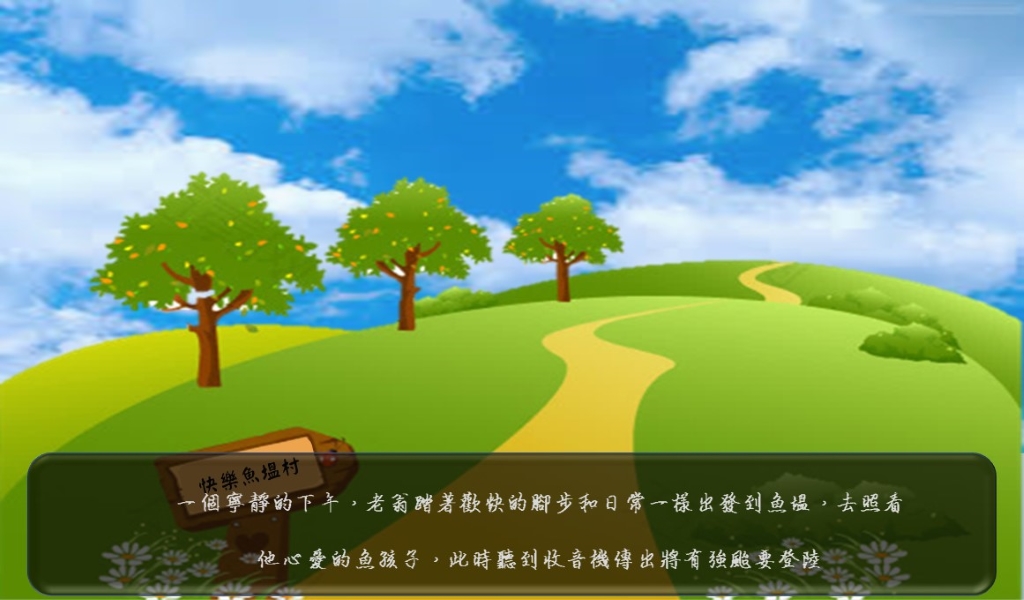 快樂魚塭村
一個寧靜的下午，老翁踏著歡快的腳步和日常一樣出發到魚塭，去照看
他心愛的魚孩子，此時聽到收音機傳出將有強颱要登陸